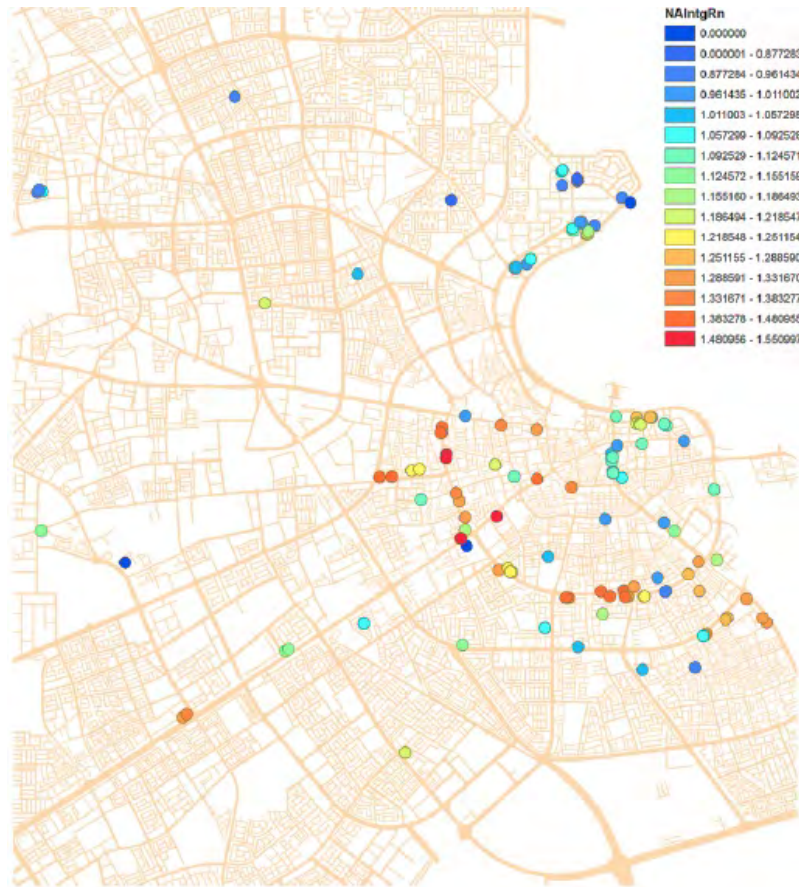 NAIntgRn
0.000000
0.000001 - 0.877283
0.877284 - 0.961434
0.961435 - 1.011002
1.011003 - 1.057298
1.057299 - 1.092528
1.092529 - 1.124571
1.124572 - 1.155159
1.155160 - 1.186493
1.186494 - 1.218547
1.218548 - 1.251154
1.251155 - 1.288590
1.288591 - 1.331670
1.331671 - 1.383277
1.383278 - 1.480955
1.480956 - 1.550997